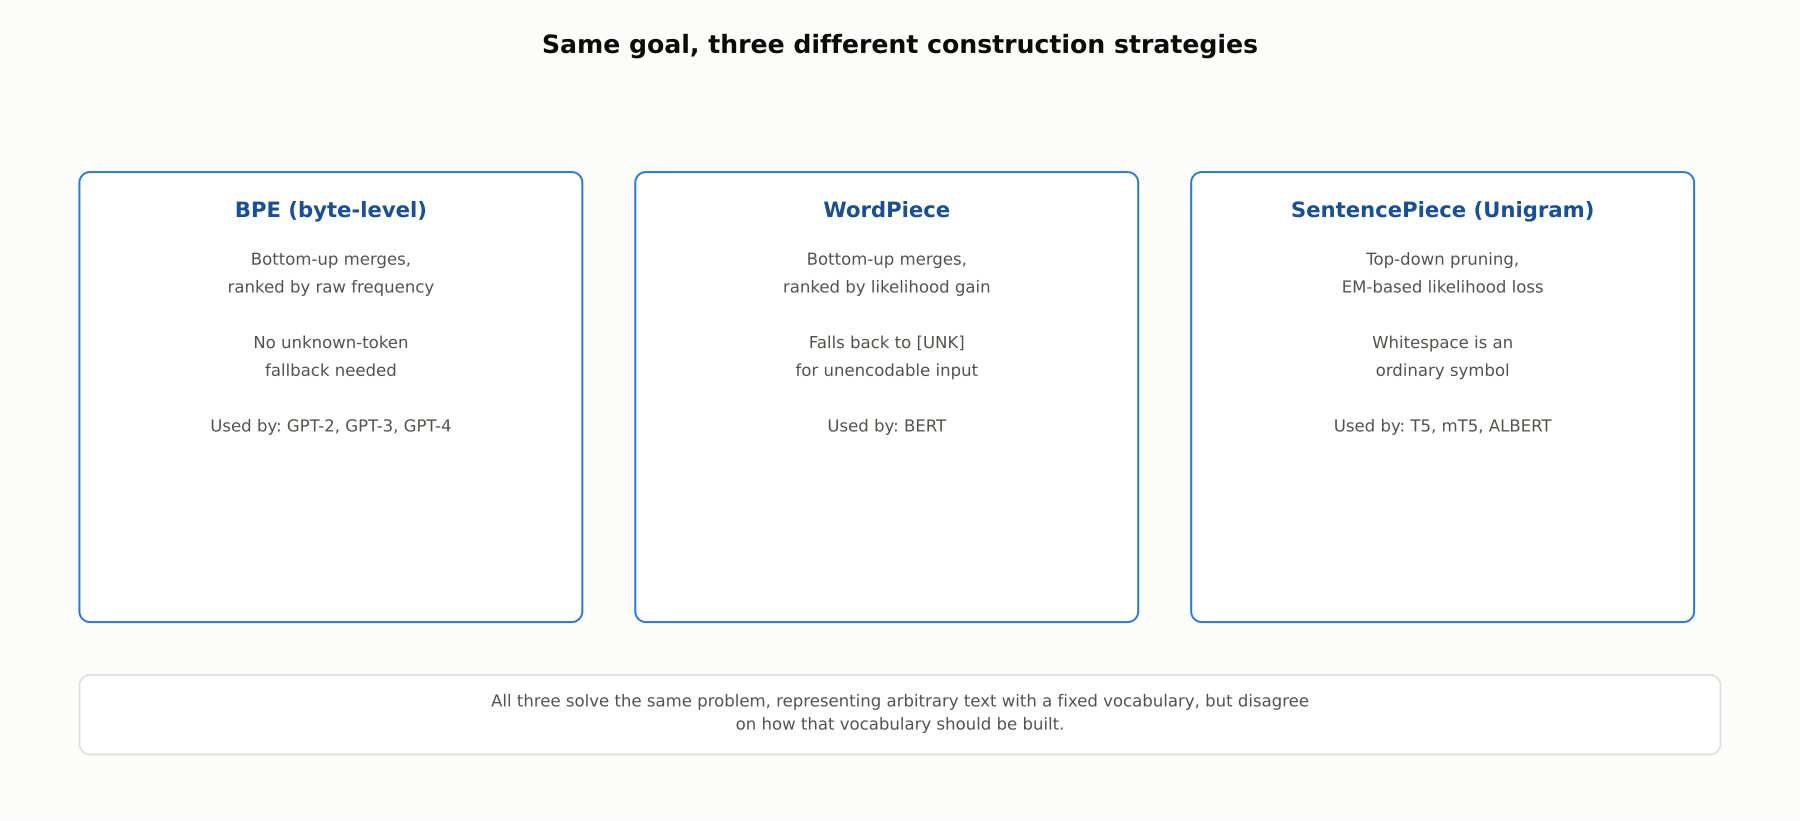 Same goal, three different construction strategies
BPE (byte-level)
Bottom-up merges,
ranked by raw frequency
No unknown-token
fallback needed
Used by: GPT-2, GPT-3, GPT-4
WordPiece
Bottom-up merges,
ranked by likelihood gain
Falls back to [UNK]
for unencodable input
Used by: BERT
SentencePiece (Unigram)
Top-down pruning,
EM-based likelihood loss
Whitespace is an
ordinary symbol
Used by: T5, mT5, ALBERT
All three solve the same problem, representing arbitrary text with a fixed vocabulary, but disagree
on how that vocabulary should be built.